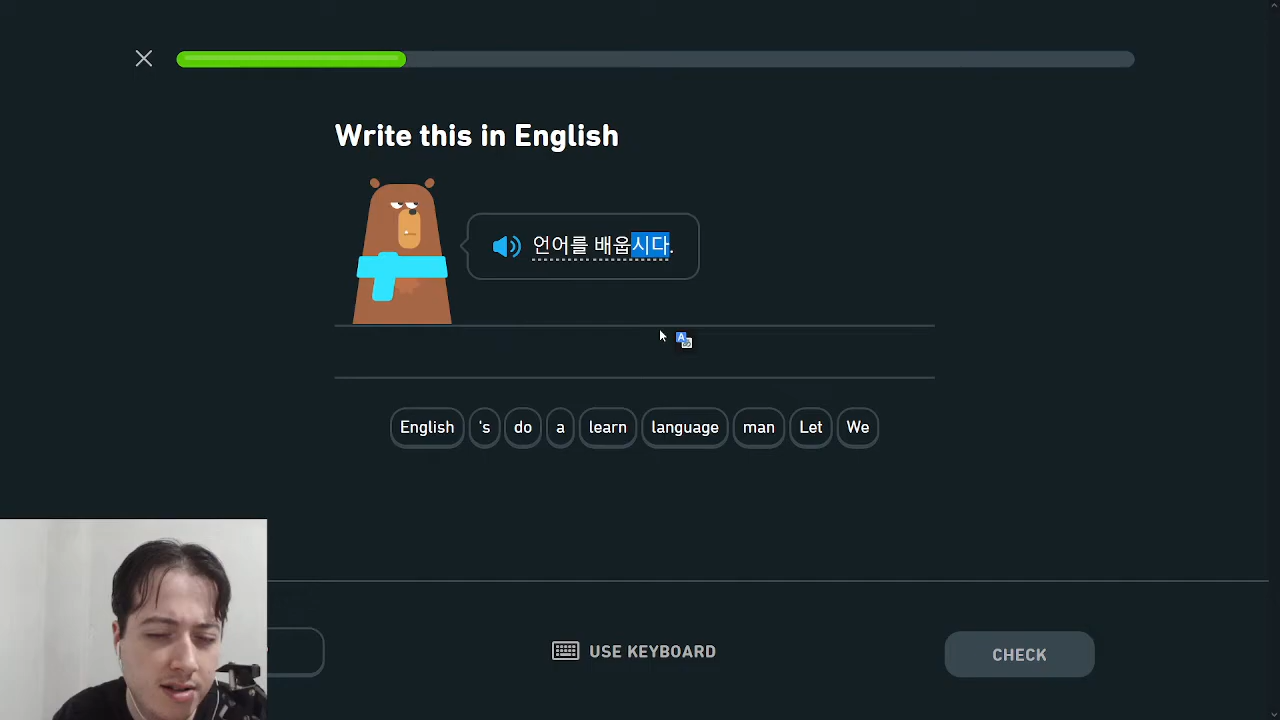 Write this in English
언어를 배웁시다.
English 's do a learn language man Let We
USE KEYBOARD
CHECK